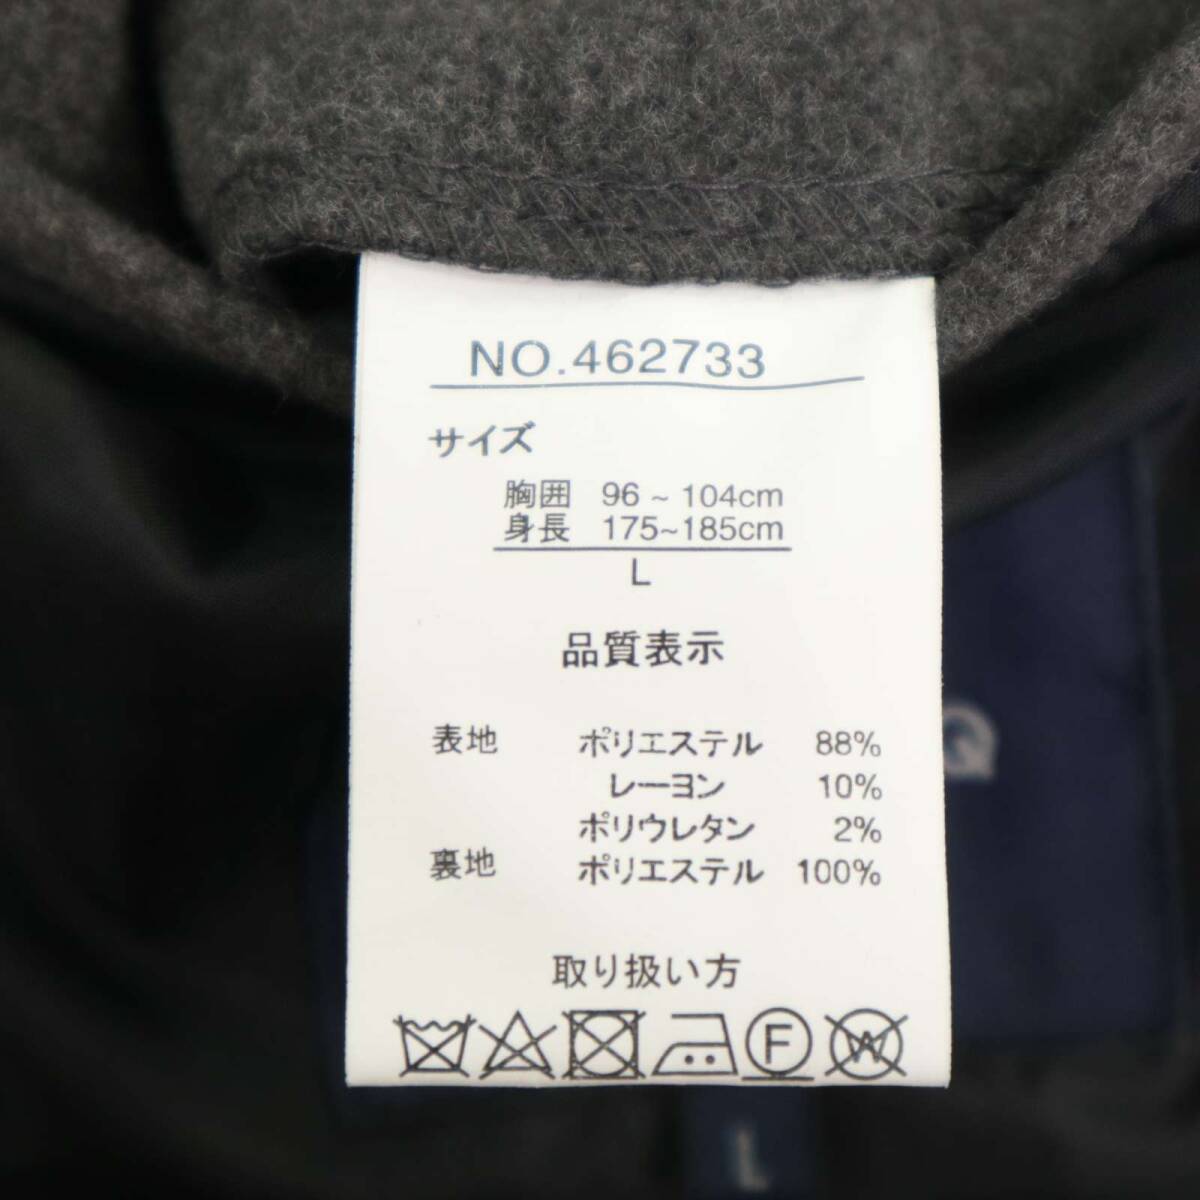 NO.462733
サイズ
胸囲 96 ~ 104cm
身長 175~185cm
L
品質表示
表地 ポリエステル 88%
レーヨン 10%
ポリウレタン 2%
裏地 ポリエステル 100%
取り扱い方
F W
Q
L